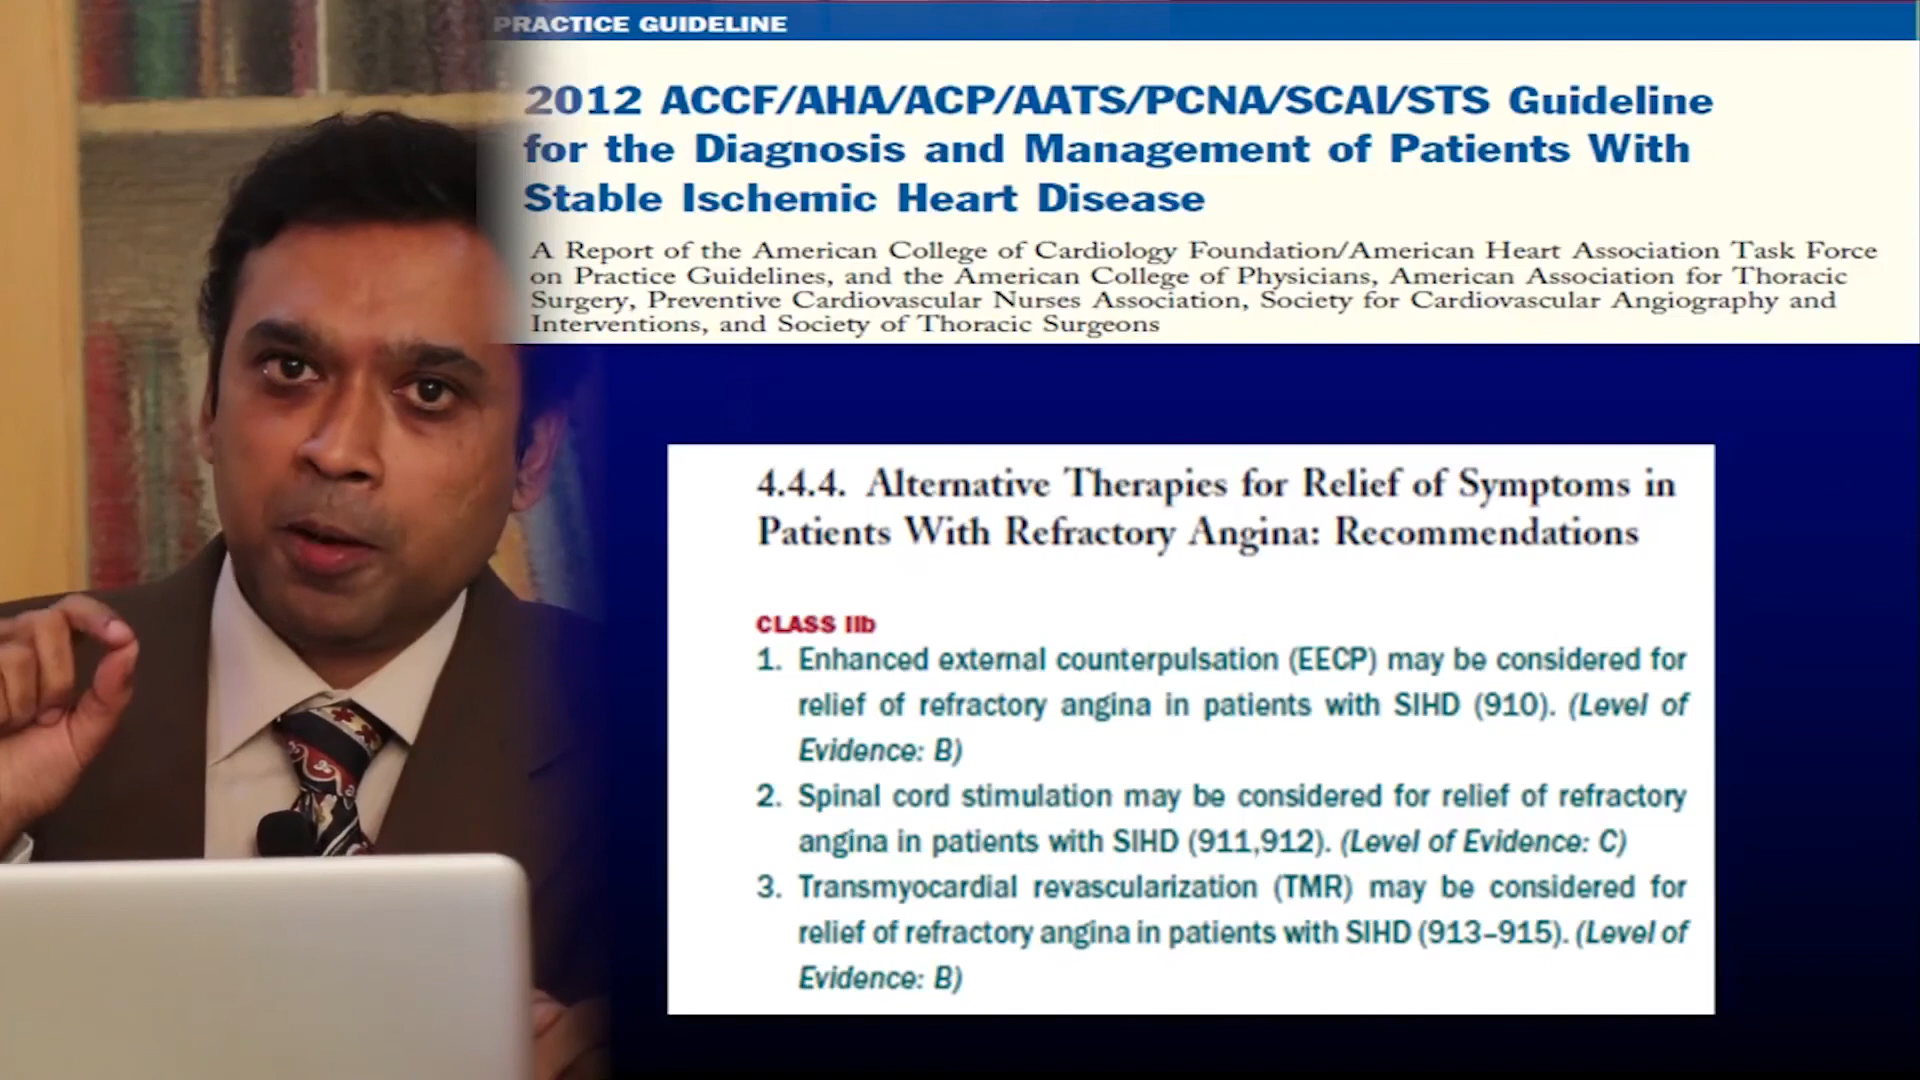 PRACTICE GUIDELINE
2012 ACCF/AHA/ACP/AATS/PCNA/SCAI/STS Guideline
for the Diagnosis and Management of Patients With
Stable Ischemic Heart Disease
A Report of the American College of Cardiology Foundation/American Heart Association Task Force
on Practice Guidelines, and the American College of Physicians, American Association for Thoracic
Surgery, Preventive Cardiovascular Nurses Association, Society for Cardiovascular Angiography and
Interventions, and Society of Thoracic Surgeons
4.4.4. Alternative Therapies for Relief of Symptoms in
Patients With Refractory Angina: Recommendations
CLASS IIb
1. Enhanced external counterpulsation (EECP) may be considered for
relief of refractory angina in patients with SIHD (910). (Level of
Evidence: B)
2. Spinal cord stimulation may be considered for relief of refractory
angina in patients with SIHD (911,912). (Level of Evidence: C)
3. Transmyocardial revascularization (TMR) may be considered for
relief of refractory angina in patients with SIHD (913–915). (Level of
Evidence: B)